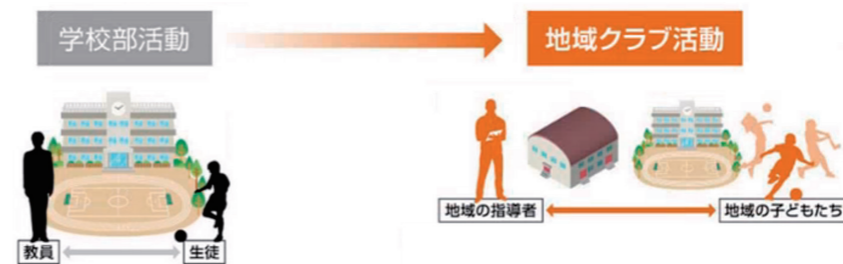 学校部活動
地域クラブ活動
教員
生徒
地域の指導者
地域の子どもたち